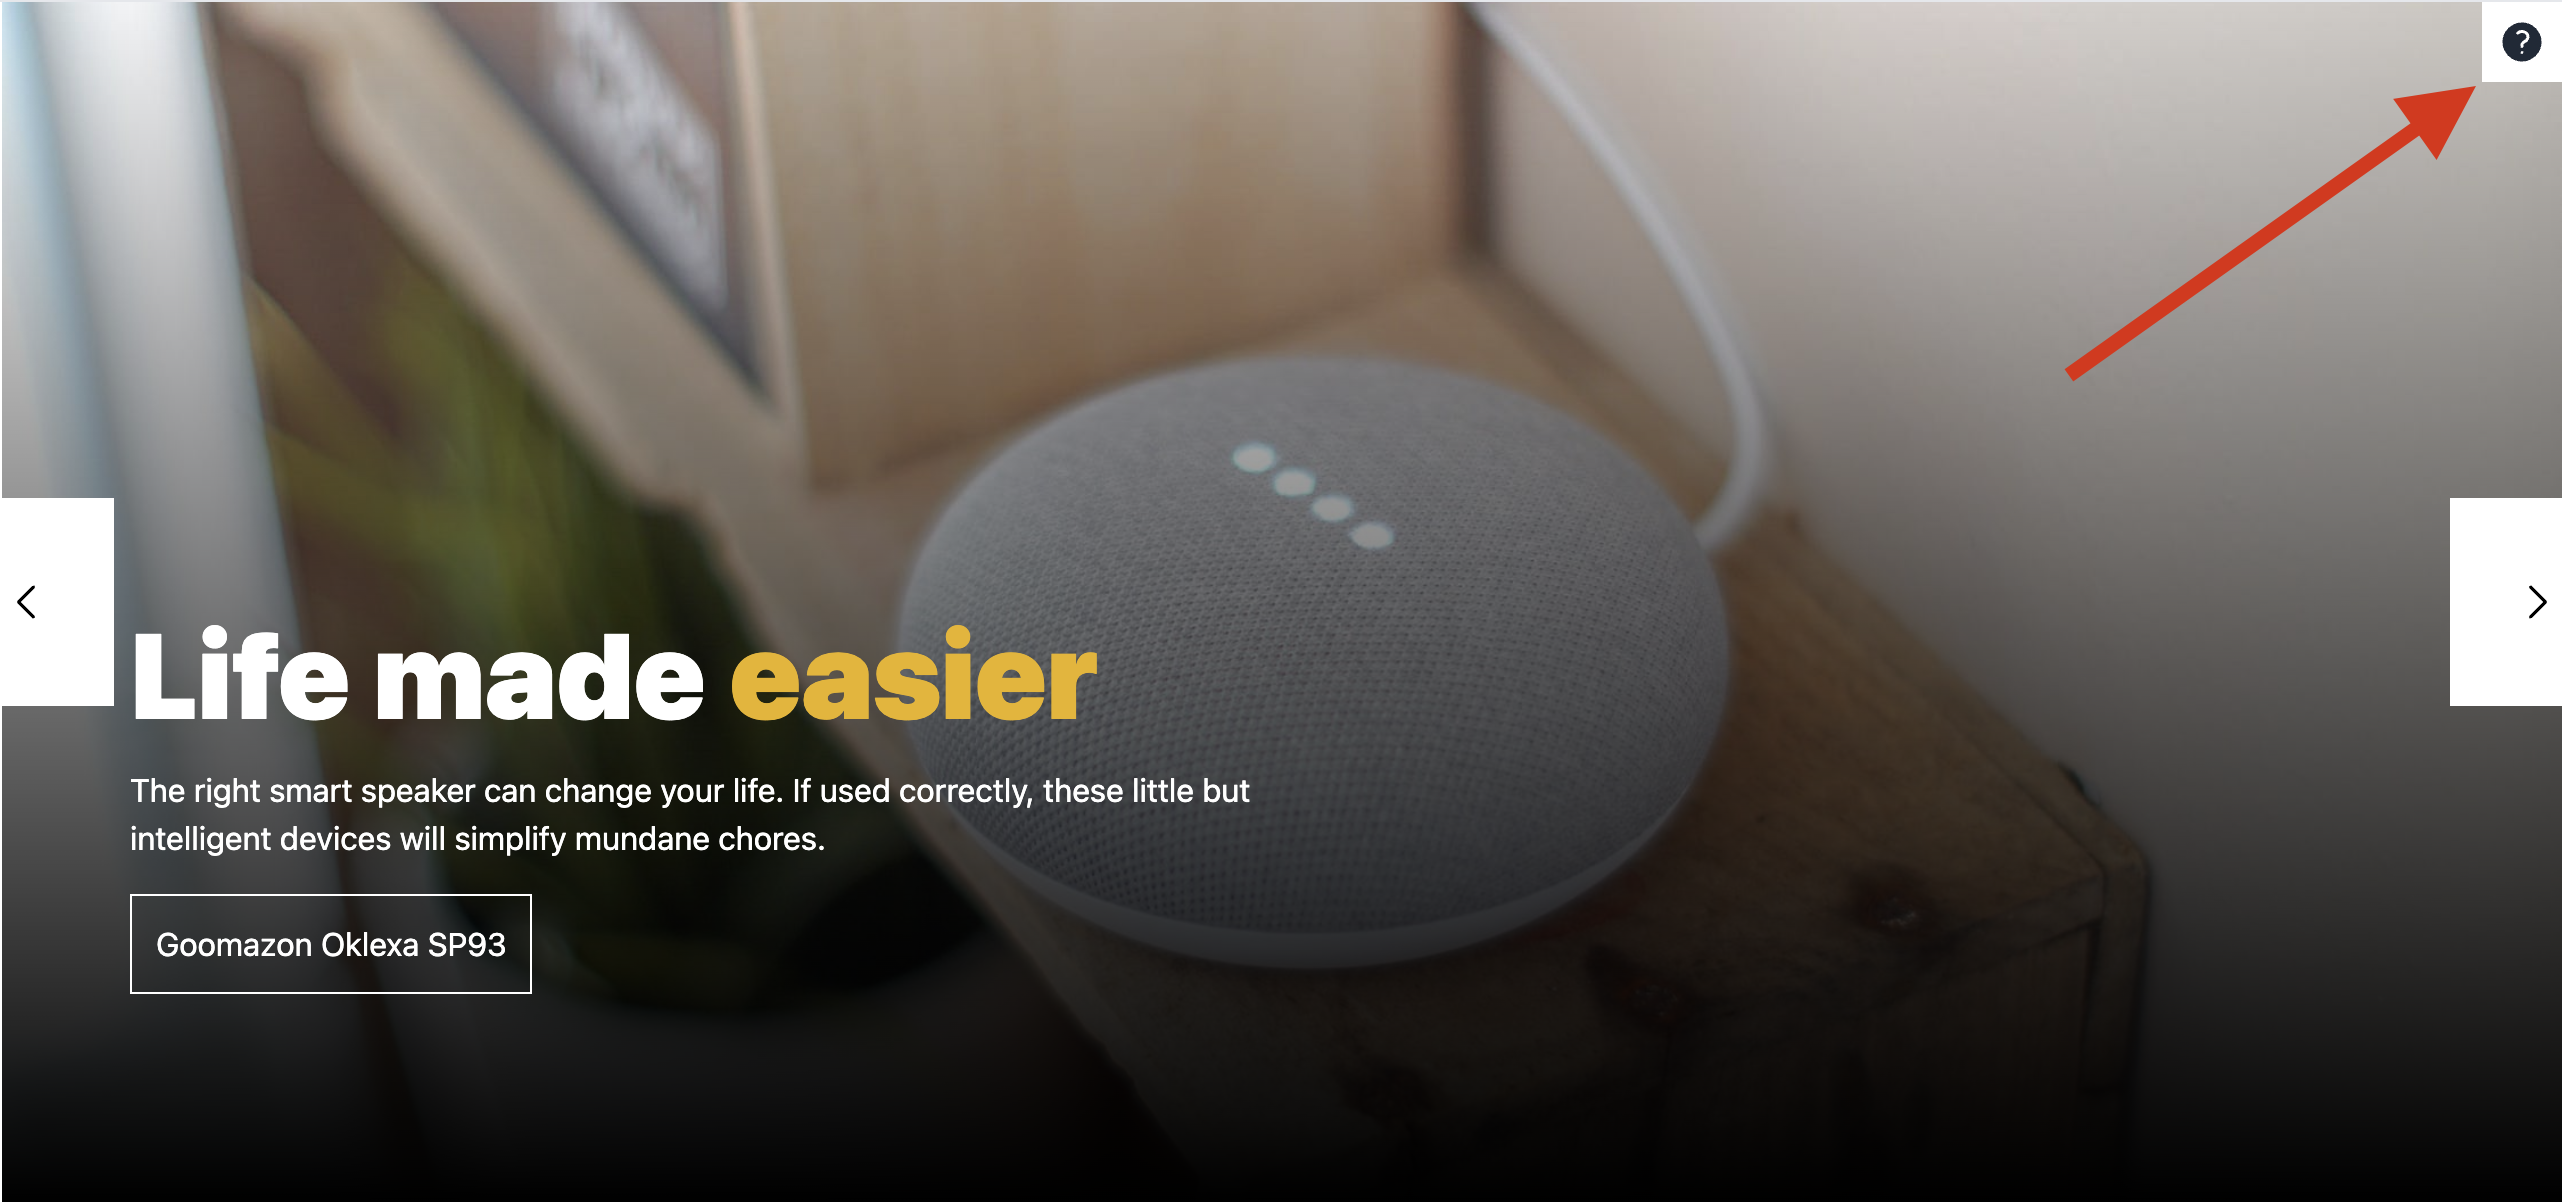 ?
Life made easier
The right smart speaker can change your life. If used correctly, these little but
intelligent devices will simplify mundane chores.
Goomazon Oklexa SP93